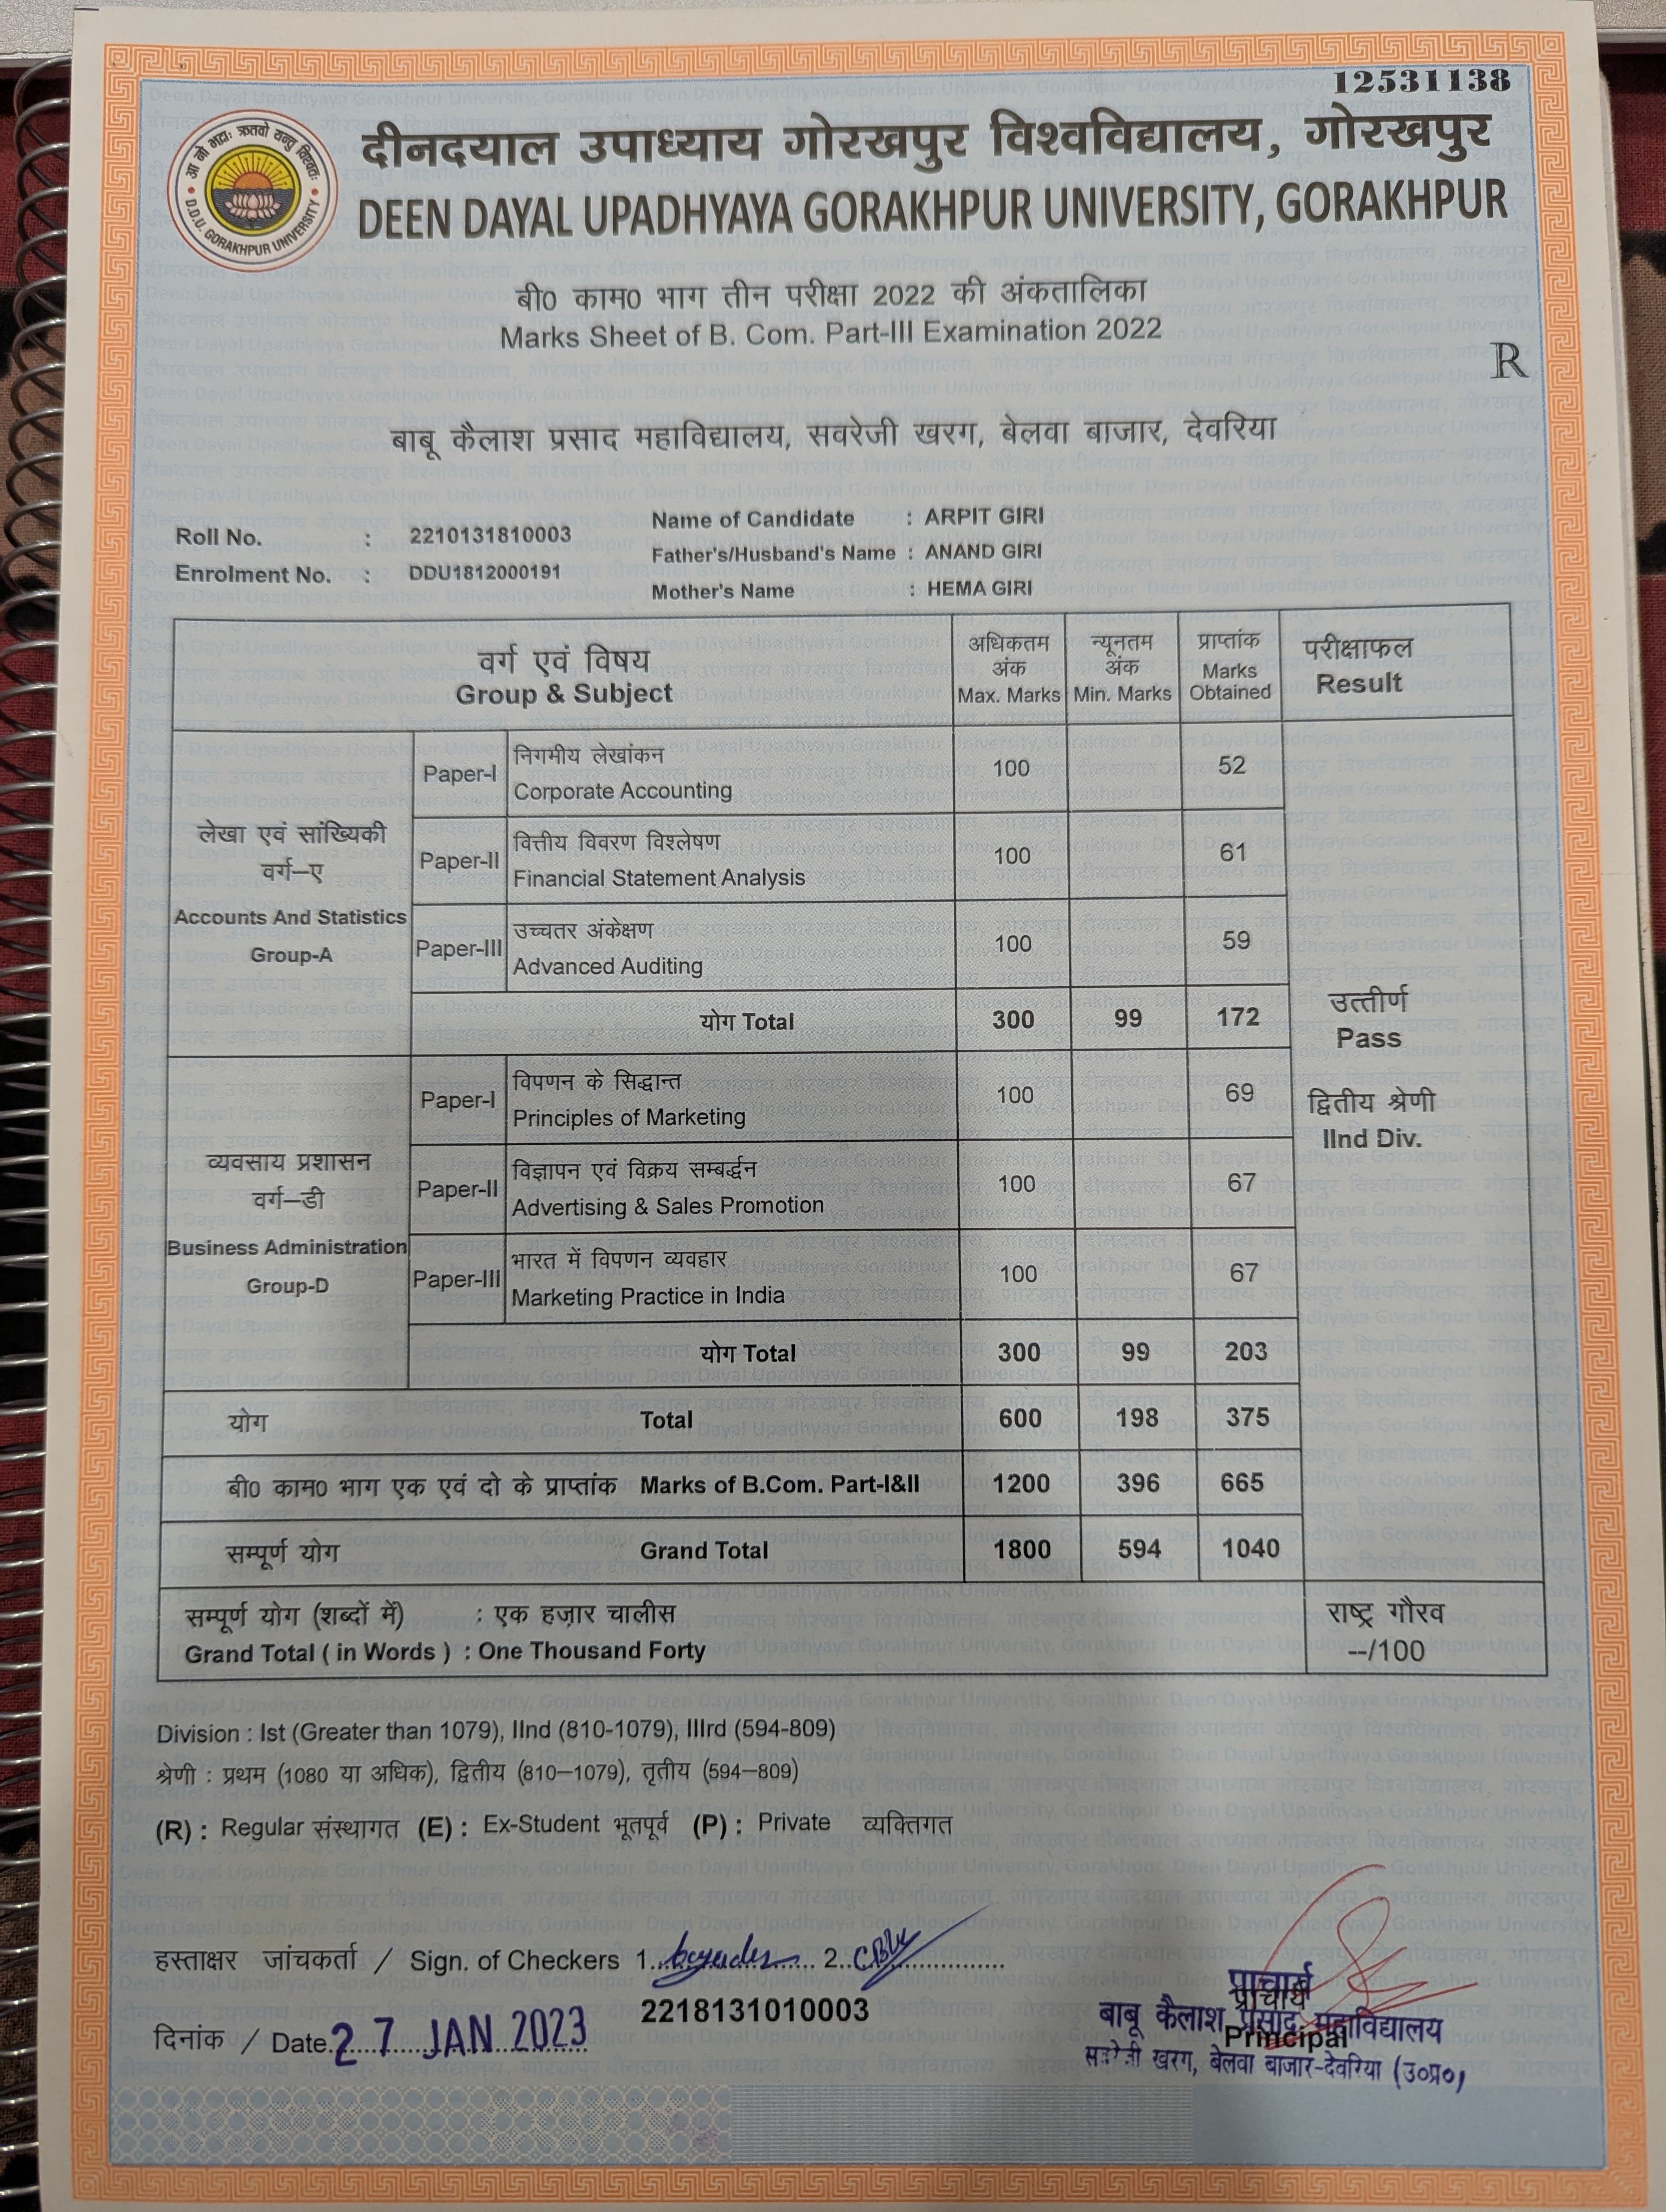 12531138
दीनदयाल उपाध्याय गोरखपुर विश्वविद्यालय, गोरखपुर
DEEN DAYAL UPADHYAYA GORAKHPUR UNIVERSITY, GORAKHPUR
आ नो भद्राः क्रतवो यन्तु विश्वतः
D.D.U. GORAKHPUR UNIVERSITY
बी0 काम0 भाग तीन परीक्षा 2022 की अंकतालिका
Marks Sheet of B. Com. Part-III Examination 2022
R
बाबू कैलाश प्रसाद महाविद्यालय, सवरेजी खरग, बेलवा बाजार, देवरिया
Roll No. : 2210131810003
Enrolment No. : DDU1812000191
Name of Candidate : ARPIT GIRI
Father's/Husband's Name : ANAND GIRI
Mother's Name : HEMA GIRI
वर्ग एवं विषय
Group & Subject
अधिकतम अंक
Max. Marks
न्यूनतम अंक
Min. Marks
प्राप्तांक
Marks Obtained
परीक्षाफल
Result
लेखा एवं सांख्यिकी
वर्ग–ए
Accounts And Statistics
Group-A
Paper-I निगमीय लेखांकन
Corporate Accounting 100 52
Paper-II वित्तीय विवरण विश्लेषण
Financial Statement Analysis 100 61
Paper-III उच्चतर अंकेक्षण
Advanced Auditing 100 59
योग Total 300 99 172
उत्तीर्ण
Pass
द्वितीय श्रेणी
IInd Div.
व्यवसाय प्रशासन
वर्ग–डी
Business Administration
Group-D
Paper-I विपणन के सिद्धान्त
Principles of Marketing 100 69
Paper-II विज्ञापन एवं विक्रय सम्बर्द्धन
Advertising & Sales Promotion 100 67
Paper-III भारत में विपणन व्यवहार
Marketing Practice in India 100 67
योग Total 300 99 203
योग Total 600 198 375
बी0 काम0 भाग एक एवं दो के प्राप्तांक Marks of B.Com. Part-I&II 1200 396 665
सम्पूर्ण योग Grand Total 1800 594 1040
सम्पूर्ण योग (शब्दों में) : एक हज़ार चालीस
Grand Total ( in Words ) : One Thousand Forty
राष्ट्र गौरव
--/100
Division : Ist (Greater than 1079), IInd (810-1079), IIIrd (594-809)
श्रेणी : प्रथम (1080 या अधिक), द्वितीय (810–1079), तृतीय (594–809)
(R) : Regular संस्थागत (E) : Ex-Student भूतपूर्व (P) : Private व्यक्तिगत
हस्ताक्षर जांचकर्ता / Sign. of Checkers 1. 2.
2218131010003
दिनांक / Date 27 JAN 2023
प्राचार्य
प्राचार्य
बाबू कैलाश प्रसाद महाविद्यालय
Principal
सवरेजी खरग, बेलवा बाजार-देवरिया (उ०प्र०)